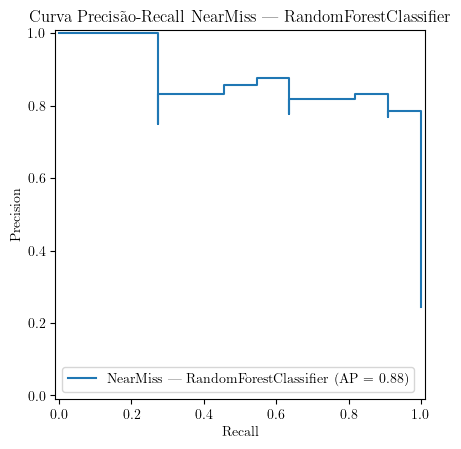 Curva Precisão-Recall NearMiss — RandomForestClassifier
1.0
0.8
0.6
0.4
0.2
0.0
Precision
0.0 0.2 0.4 0.6 0.8 1.0
Recall
NearMiss — RandomForestClassifier (AP = 0.88)